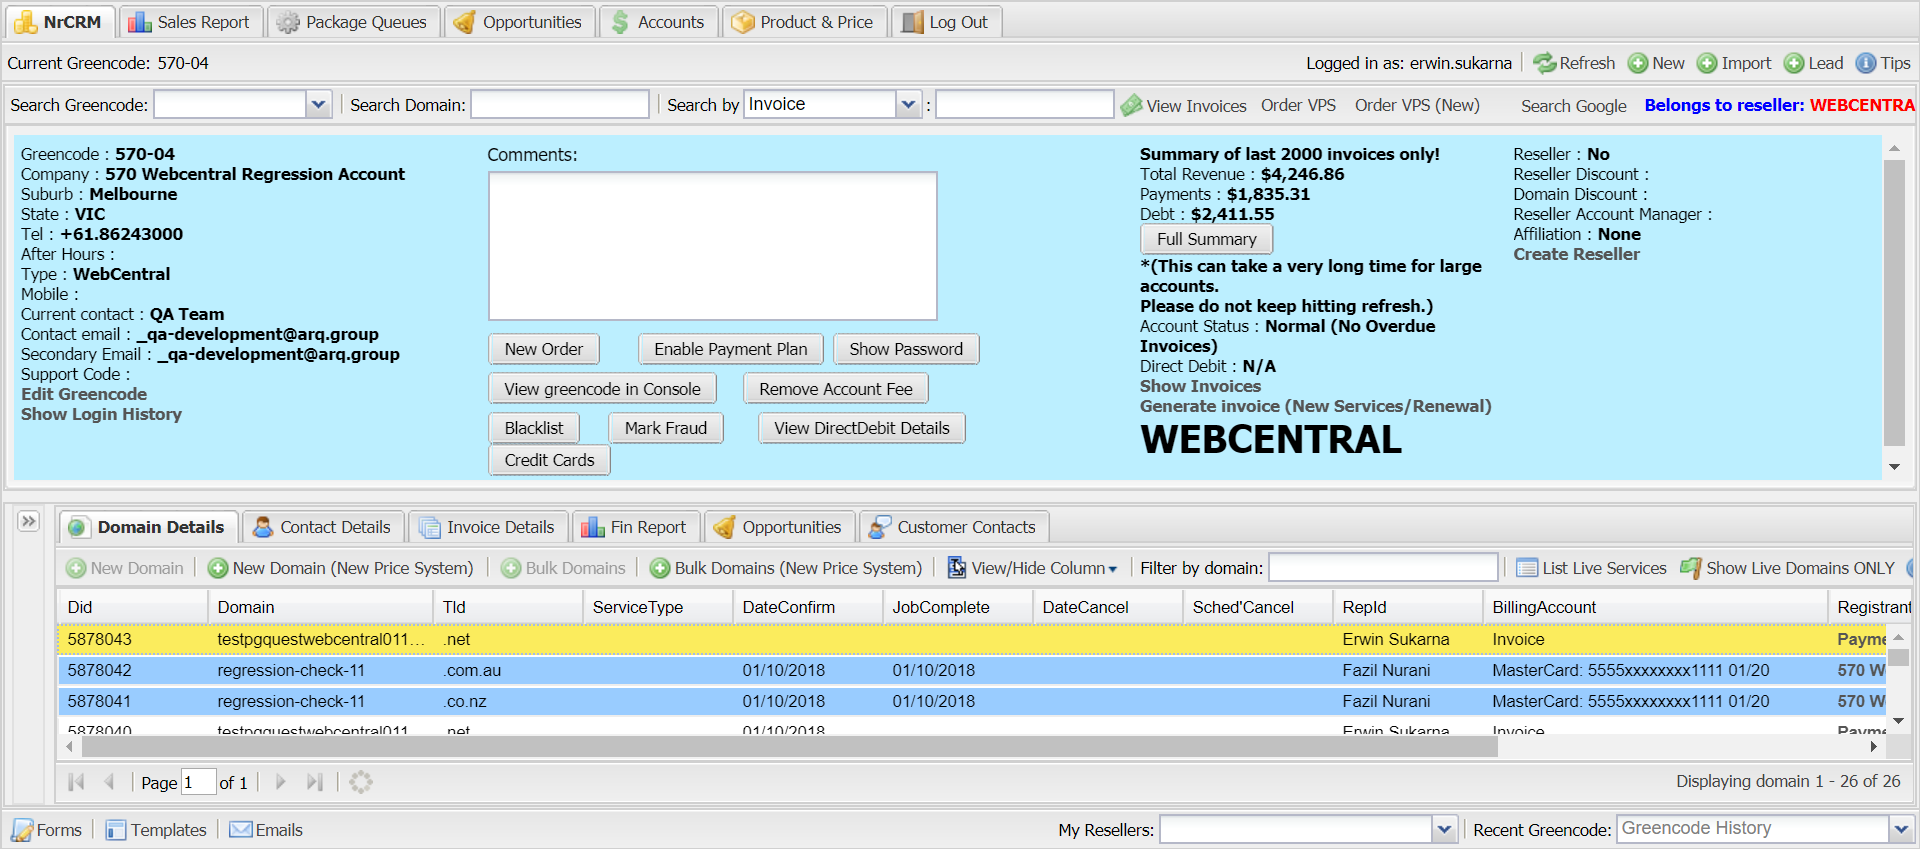 NrCRM Sales Report Package Queues Opportunities Accounts Product & Price Log Out
Current Greencode: 570-04 Logged in as: erwin.sukarna Refresh New Import Lead Tips
Search Greencode: Search Domain: Search by Invoice : View Invoices Order VPS Order VPS (New) Search Google Belongs to reseller: WEBCENTRA
Greencode : 570-04
Company : 570 Webcentral Regression Account
Suburb : Melbourne
State : VIC
Tel : +61.86243000
After Hours :
Type : WebCentral
Mobile :
Current contact : QA Team
Contact email : _qa-development@arq.group
Secondary Email : _qa-development@arq.group
Support Code :
Edit Greencode
Show Login History
Comments:
New Order Enable Payment Plan Show Password
View greencode in Console Remove Account Fee
Blacklist Mark Fraud View DirectDebit Details
Credit Cards
Summary of last 2000 invoices only!
Total Revenue : $4,246.86
Payments : $1,835.31
Debt : $2,411.55
Full Summary
*(This can take a very long time for large
accounts.
Please do not keep hitting refresh.)
Account Status : Normal (No Overdue
Invoices)
Direct Debit : N/A
Show Invoices
Generate invoice (New Services/Renewal)
WEBCENTRAL
Reseller : No
Reseller Discount :
Domain Discount :
Reseller Account Manager :
Affiliation : None
Create Reseller
Domain Details Contact Details Invoice Details Fin Report Opportunities Customer Contacts
New Domain New Domain (New Price System) Bulk Domains Bulk Domains (New Price System) View/Hide Column Filter by domain: List Live Services Show Live Domains ONLY
Did Domain Tld ServiceType DateConfirm JobComplete DateCancel Sched'Cancel RepId BillingAccount Registrant
5878043 testpgquestwebcentral011... .net Erwin Sukarna Invoice Payme
5878042 regression-check-11 .com.au 01/10/2018 01/10/2018 Fazil Nurani MasterCard: 5555xxxxxxxx1111 01/20 570 W
5878041 regression-check-11 .co.nz 01/10/2018 01/10/2018 Fazil Nurani MasterCard: 5555xxxxxxxx1111 01/20 570 W
5878040 testpgquestwebcentral011 .net 01/10/2018 Erwin Sukarna Invoice Payme
Page 1 of 1 Displaying domain 1 - 26 of 26
Forms Templates Emails My Resellers: Recent Greencode: Greencode History